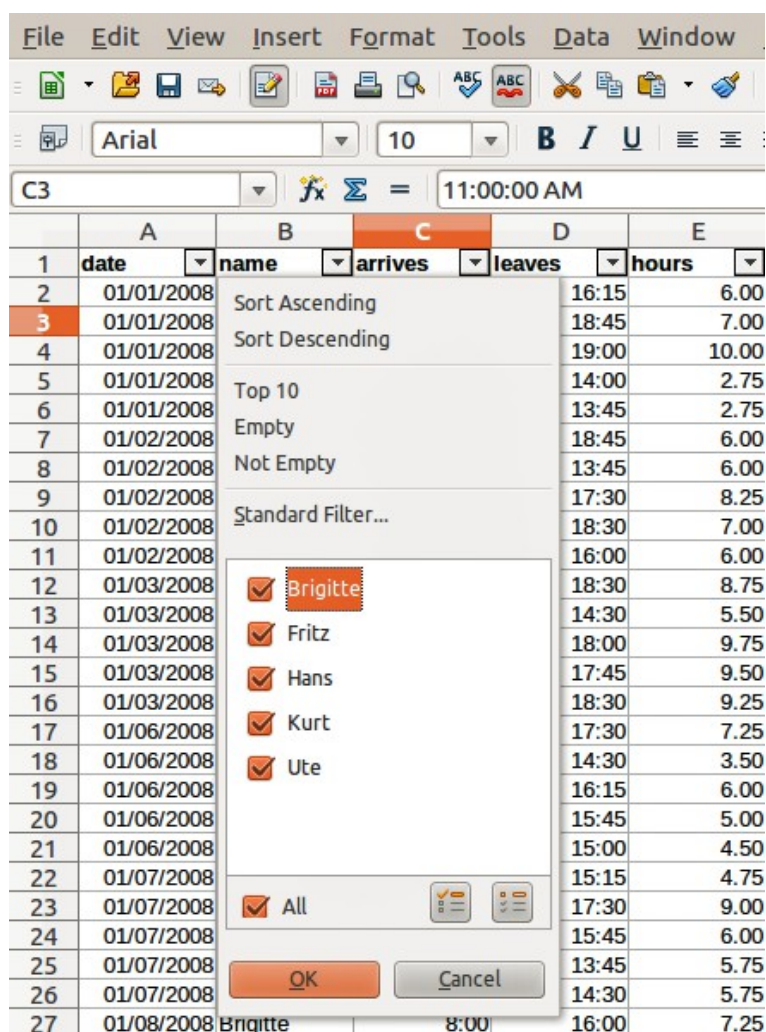 File Edit View Insert Format Tools Data Window
PDF ABC ABC
Arial 10 B I U
C3 fx Σ = 11:00:00 AM
A B C D E
1 date name arrives leaves hours
2 01/01/2008 16:15 6.00
3 01/01/2008 18:45 7.00
4 01/01/2008 19:00 10.00
5 01/01/2008 14:00 2.75
6 01/01/2008 13:45 2.75
7 01/02/2008 18:45 6.00
8 01/02/2008 13:45 6.00
9 01/02/2008 17:30 8.25
10 01/02/2008 18:30 7.00
11 01/02/2008 16:00 6.00
12 01/03/2008 18:30 8.75
13 01/03/2008 14:30 5.50
14 01/03/2008 18:00 9.75
15 01/03/2008 17:45 9.50
16 01/03/2008 18:30 9.25
17 01/06/2008 17:30 7.25
18 01/06/2008 14:30 3.50
19 01/06/2008 16:15 6.00
20 01/06/2008 15:45 5.00
21 01/06/2008 15:00 4.50
22 01/07/2008 15:15 4.75
23 01/07/2008 17:30 9.00
24 01/07/2008 15:45 6.00
25 01/07/2008 13:45 5.75
26 01/07/2008 14:30 5.75
27 01/08/2008 Brigitte 8:00 16:00 7.25
Sort Ascending
Sort Descending
Top 10
Empty
Not Empty
Standard Filter...
Brigitte
Fritz
Hans
Kurt
Ute
All
OK Cancel